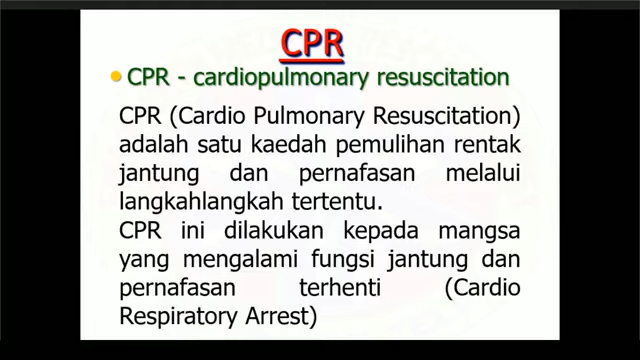 CPR
CPR - cardiopulmonary resuscitation
CPR (Cardio Pulmonary Resuscitation)
adalah satu kaedah pemulihan rentak
jantung dan pernafasan melalui
langkahlangkah tertentu.
CPR ini dilakukan kepada mangsa
yang mengalami fungsi jantung dan
pernafasan terhenti (Cardio
Respiratory Arrest)